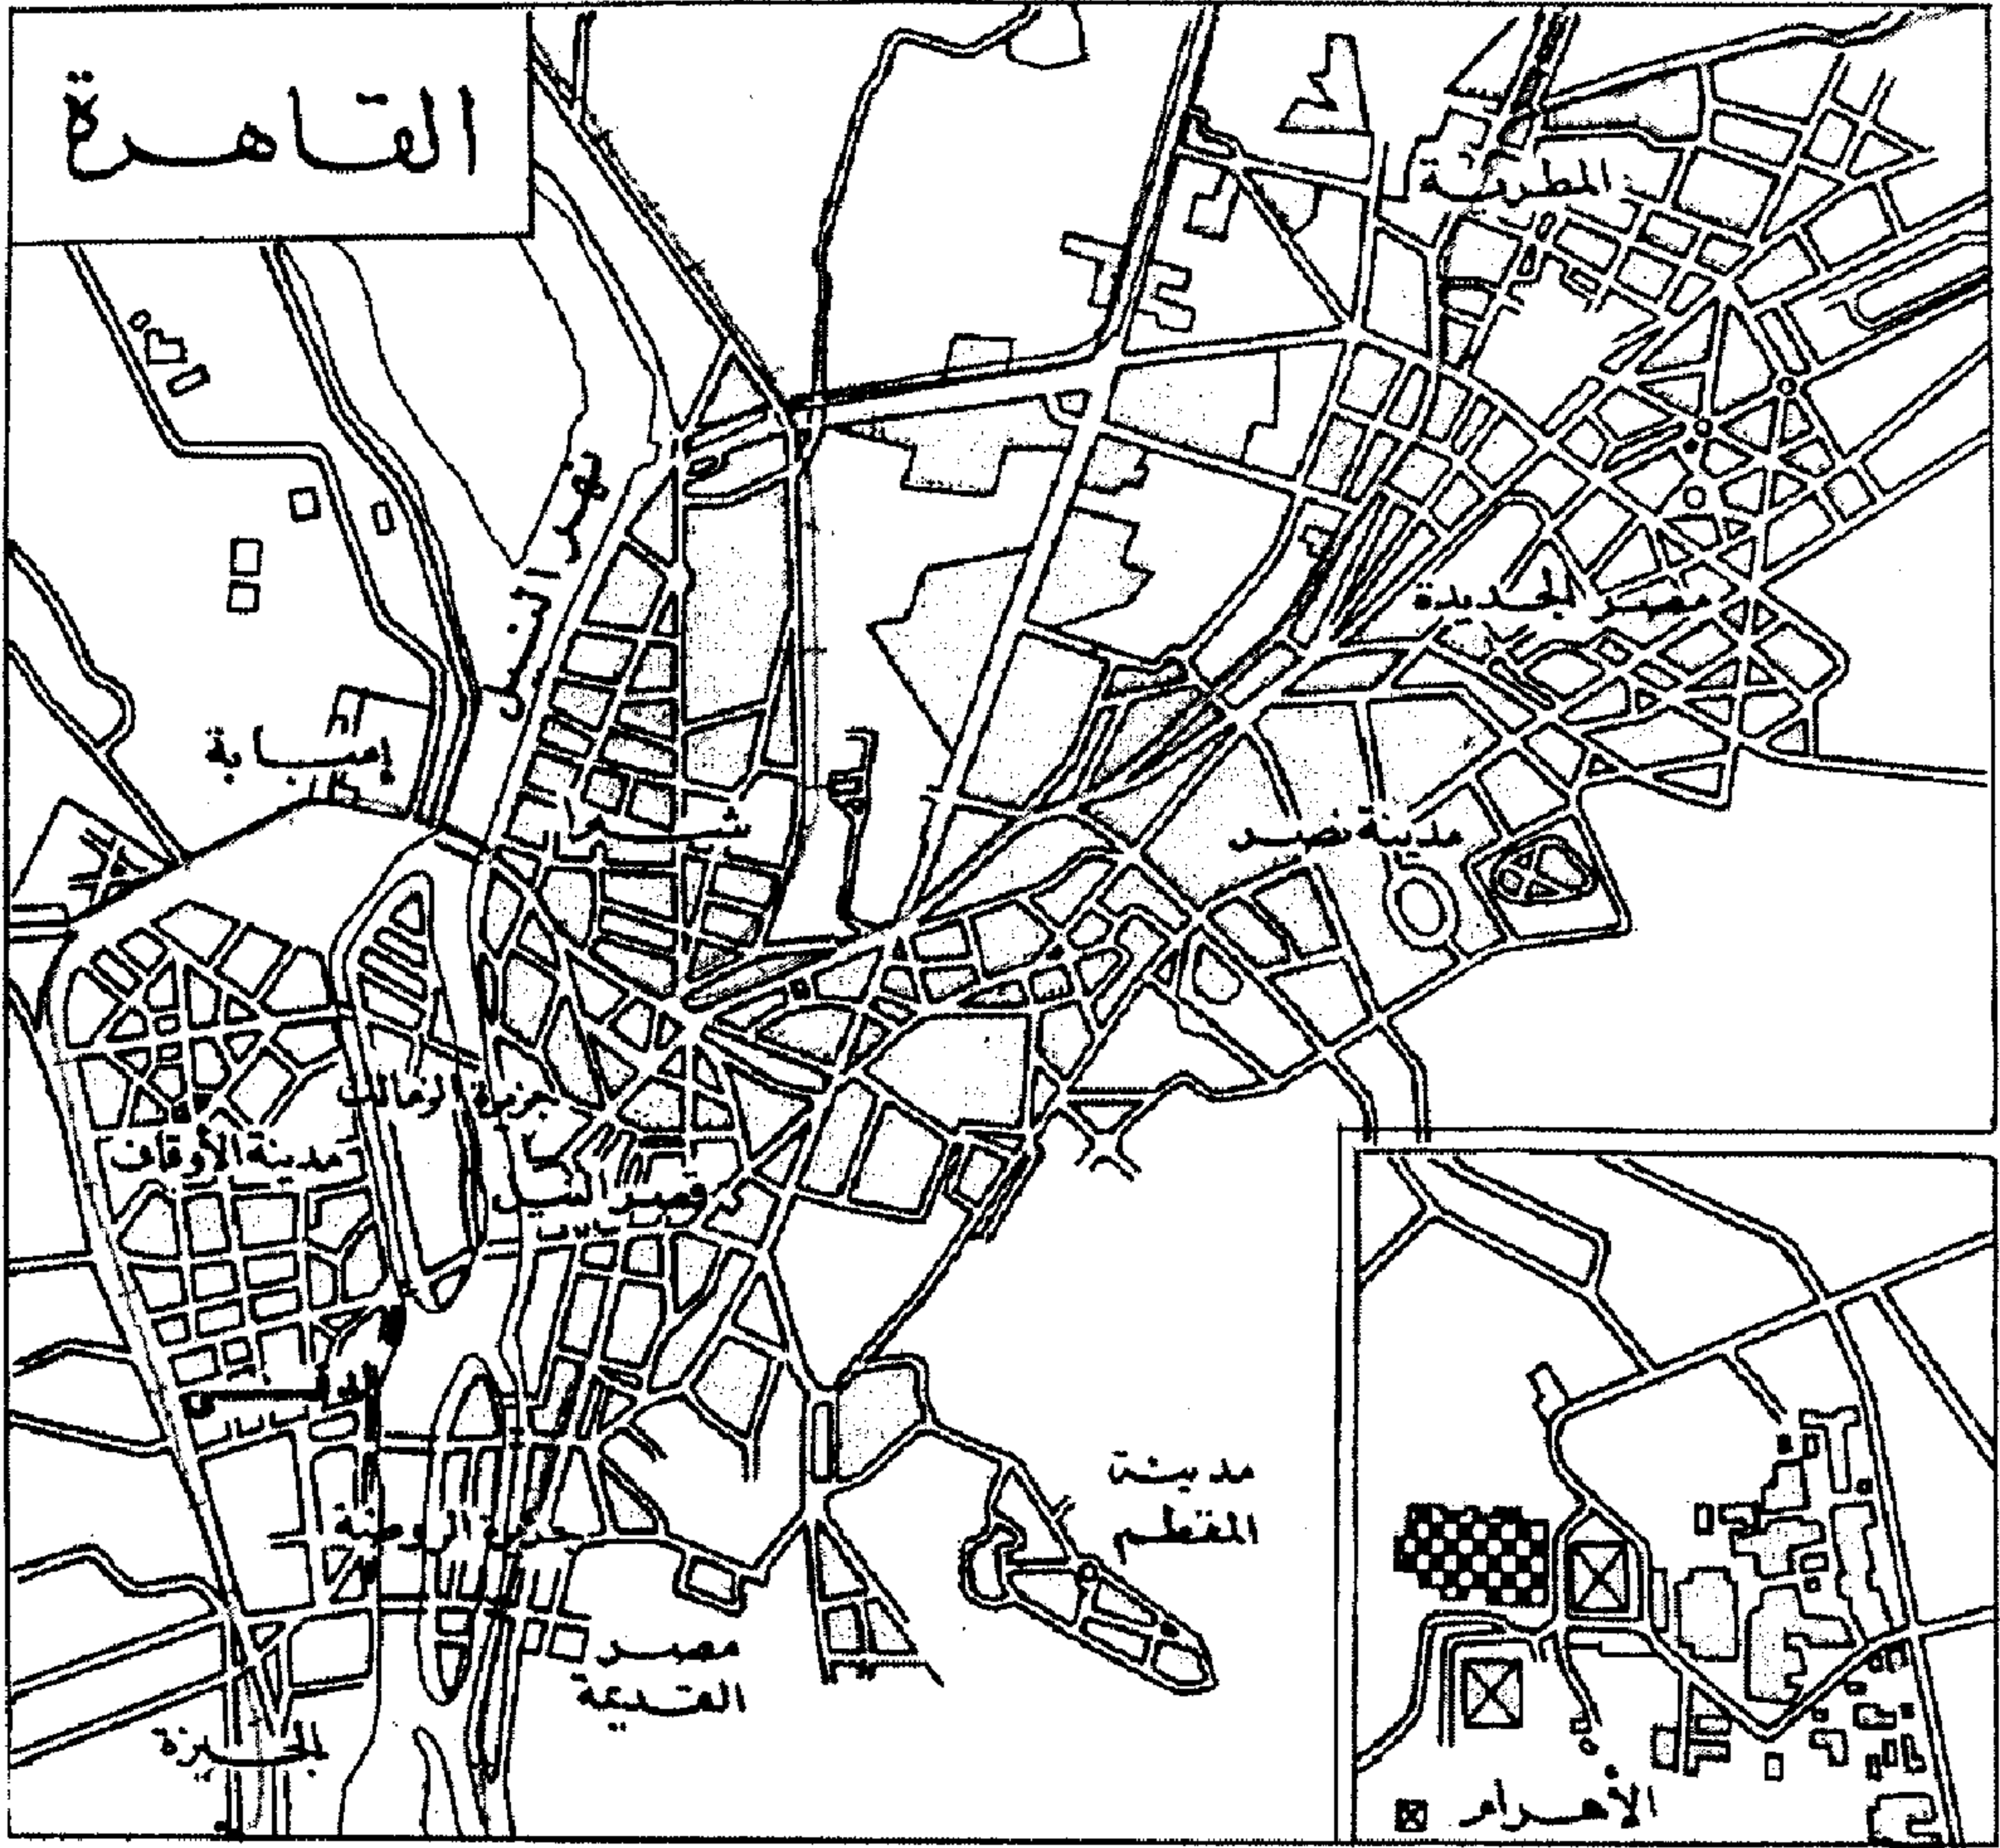 القاهرة
المطريـة
نهر النيل
مصر الجديدة
إمبابة
شبرا
مدينة نصر
جزيرة الزمالك
مدينة الأوقاف
قصر النيل
الدقي
مدينة
المقطم
جزيرة الروضة
مصر
القديمة
الجيزة
الأهرام